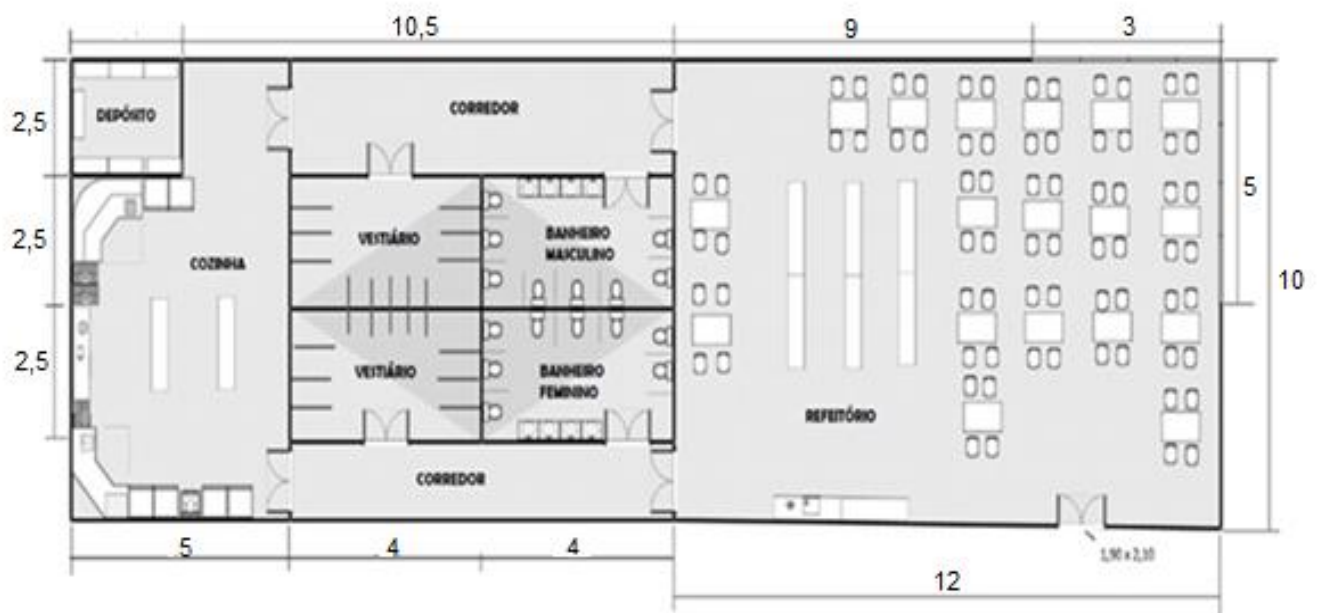 10,5
9
3
DEPÓSITO
CORREDOR
2,5
5
VESTIÁRIO
BANHEIRO
MASCULINO
2,5
COZINHA
10
2,5
VESTIÁRIO
BANHEIRO
FEMININO
REFEITÓRIO
CORREDOR
5
4
4
1,90 x 2,10
12